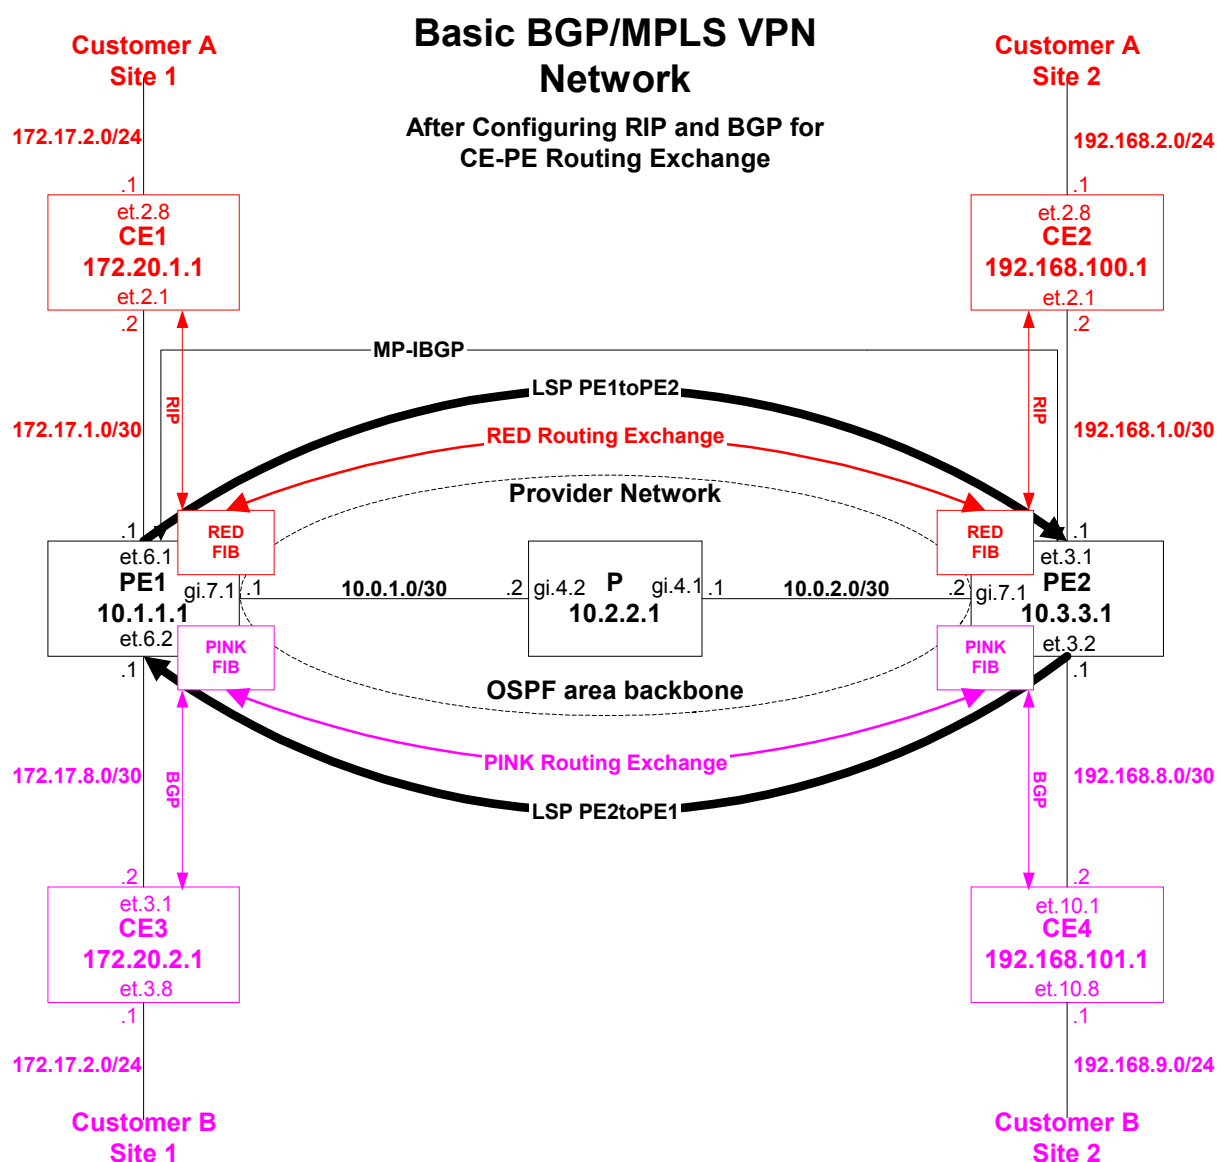 Basic BGP/MPLS VPN
Network
After Configuring RIP and BGP for
CE-PE Routing Exchange
Customer A
Site 1
Customer A
Site 2
172.17.2.0/24
192.168.2.0/24
.1
.1
et.2.8
CE1
172.20.1.1
et.2.1
et.2.8
CE2
192.168.100.1
et.2.1
.2
.2
MP-IBGP
LSP PE1toPE2
RIP
RIP
172.17.1.0/30
RED Routing Exchange
192.168.1.0/30
Provider Network
.1
RED
FIB
RED
FIB
.1
et.6.1
PE1
10.1.1.1
et.6.2
gi.7.1
.1
10.0.1.0/30
.2
gi.4.2
P
10.2.2.1
gi.4.1
.1
10.0.2.0/30
.2
gi.7.1
et.3.1
PE2
10.3.3.1
et.3.2
.1
PINK
FIB
PINK
FIB
.1
OSPF area backbone
PINK Routing Exchange
172.17.8.0/30
BGP
BGP
192.168.8.0/30
LSP PE2toPE1
.2
.2
et.3.1
CE3
172.20.2.1
et.3.8
et.10.1
CE4
192.168.101.1
et.10.8
.1
.1
172.17.2.0/24
192.168.9.0/24
Customer B
Site 1
Customer B
Site 2